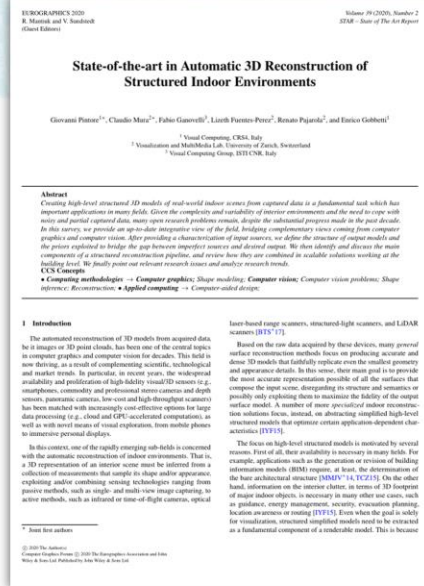 EUROGRAPHICS 2020
R. Mantiuk and V. Sundstedt
(Guest Editors)
Volume 39 (2020), Number 2
STAR – State of The Art Report
State-of-the-art in Automatic 3D Reconstruction of
Structured Indoor Environments
Giovanni Pintore1*, Claudio Mura2*, Fabio Ganovelli3, Lizeth Fuentes-Perez2, Renato Pajarola2, and Enrico Gobbetti1
1 Visual Computing, CRS4, Italy
2 Visualization and MultiMedia Lab, University of Zurich, Switzerland
3 Visual Computing Group, ISTI CNR, Italy
Abstract
Creating high-level structured 3D models of real-world indoor scenes from captured data is a fundamental task which has
important applications in many fields. Given the complexity and variability of interior environments and the need to cope with
noisy and partial captured data, many open research problems remain, despite the substantial progress made in the past decade.
In this survey, we provide an up-to-date integrative view of the field, bridging complementary views coming from computer
graphics and computer vision. After providing a characterization of input sources, we define the structure of output models and
the priors exploited to bridge the gap between imperfect sources and desired output. We then identify and discuss the main
components of a structured reconstruction pipeline, and review how they are combined in scalable solutions working at the
building level. We finally point out relevant research issues and analyze research trends.
CCS Concepts
• Computing methodologies → Computer graphics; Shape modeling; Computer vision; Computer vision problems; Shape
inference; Reconstruction; • Applied computing → Computer-aided design;
1 Introduction
The automated reconstruction of 3D models from acquired data,
be it images or 3D point clouds, has been one of the central topics
in computer graphics and computer vision for decades. This field is
now thriving, as a result of complementing scientific, technological
and market trends. In particular, in recent years, the widespread
availability and proliferation of high-fidelity visual/3D sensors (e.g.,
smartphones, commodity and professional stereo cameras and depth
sensors, panoramic cameras, low-cost and high-throughput scanners)
has been matched with increasingly cost-effective options for large
data processing (e.g., cloud and GPU-accelerated computation), as
well as with novel means of visual exploration, from mobile phones
to immersive personal displays.
In this context, one of the rapidly emerging sub-fields is concerned
with the automatic reconstruction of indoor environments. That is,
a 3D representation of an interior scene must be inferred from a
collection of measurements that sample its shape and/or appearance,
exploiting and/or combining sensing technologies ranging from
passive methods, such as single- and multi-view image capturing, to
active methods, such as infrared or time-of-flight cameras, optical
* Joint first authors
© 2020 The Author(s)
Computer Graphics Forum © 2020 The Eurographics Association and John
Wiley & Sons Ltd. Published by John Wiley & Sons Ltd.
laser-based range scanners, structured-light scanners, and LiDAR
scanners [BTS*17].
Based on the raw data acquired by these devices, many general
surface reconstruction methods focus on producing accurate and
dense 3D models that faithfully replicate even the smallest geometry
and appearance details. In this sense, their main goal is to provide
the most accurate representation possible of all the surfaces that
compose the input scene, disregarding its structure and semantics or
possibly only exploiting them to maximize the fidelity of the output
surface model. A number of more specialized indoor reconstruc-
tion solutions focus, instead, on abstracting simplified high-level
structured models that optimize certain application-dependent char-
acteristics [IYF15].
The focus on high-level structured models is motivated by several
reasons. First of all, their availability is necessary in many fields. For
example, applications such as the generation or revision of building
information models (BIM) require, at least, the determination of
the bare architectural structure [MMJV*14, TCZ15]. On the other
hand, information on the interior clutter, in terms of 3D footprint
of major indoor objects, is necessary in many other use cases, such
as guidance, energy management, security, evacuation planning,
location awareness or routing [IYF15]. Even when the goal is solely
for visualization, structured simplified models need to be extracted
as a fundamental component of a renderable model. This is because